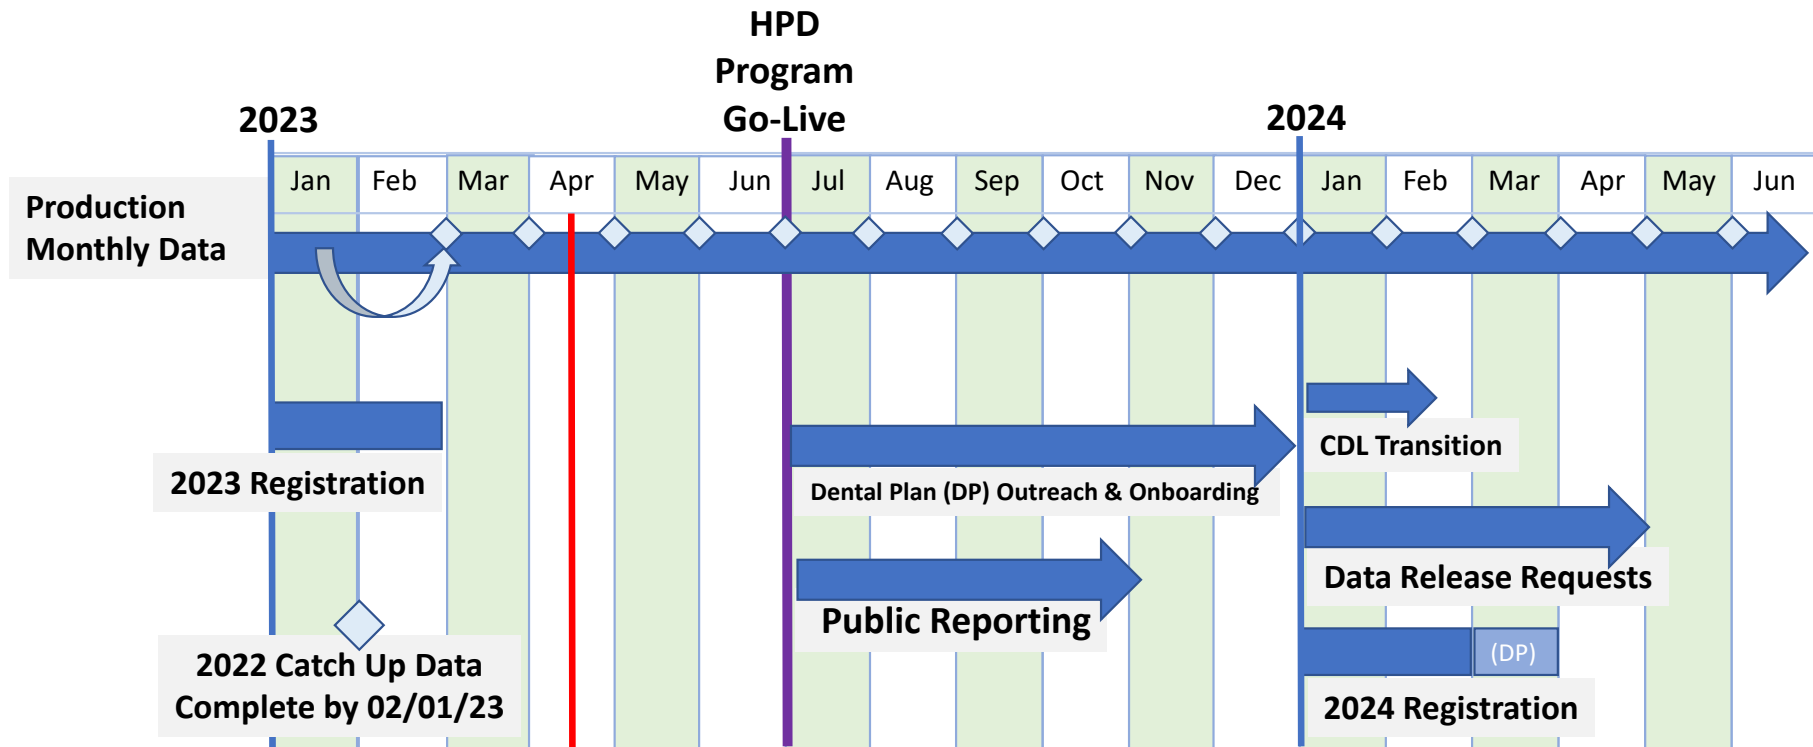 HPD
Program
Go-Live
2023
2024
Jan Feb Mar Apr May Jun Jul Aug Sep Oct Nov Dec Jan Feb Mar Apr May Jun
Production
Monthly Data
CDL Transition
2023 Registration
Dental Plan (DP) Outreach & Onboarding
Data Release Requests
Public Reporting
(DP)
2022 Catch Up Data
Complete by 02/01/23
2024 Registration